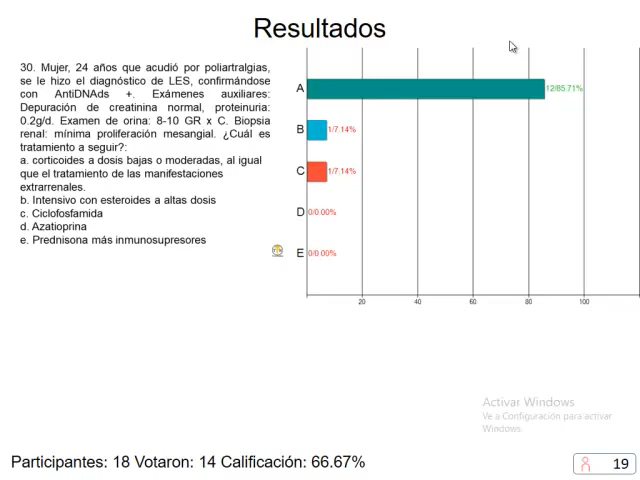 Resultados
30. Mujer, 24 años que acudió por poliartralgias,
se le hizo el diagnóstico de LES, confirmándose
con AntiDNAds +. Exámenes auxiliares:
Depuración de creatinina normal, proteinuria:
0.2g/d. Examen de orina: 8-10 GR x C. Biopsia
renal: mínima proliferación mesangial. ¿Cuál es
tratamiento a seguir?:
a. corticoides a dosis bajas o moderadas, al igual
que el tratamiento de las manifestaciones
extrarrenales.
b. Intensivo con esteroides a altas dosis
c. Ciclofosfamida
d. Azatioprina
e. Prednisona más inmunosupresores
A 12/85.71%
B 1/7.14%
C 1/7.14%
D 0/0.00%
E 0/0.00%
20 40 60 80 100
Activar Windows
Ve a Configuración para activar
Windows.
Participantes: 18 Votaron: 14 Calificación: 66.67%
19